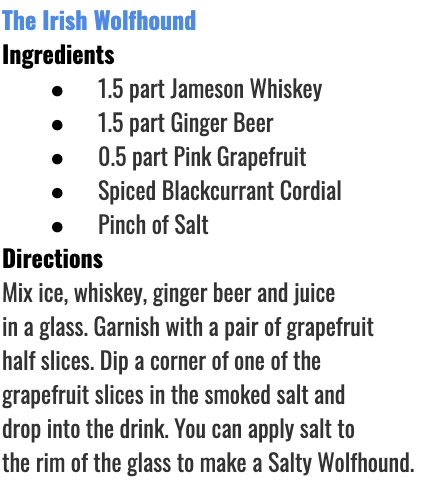 The Irish Wolfhound
Ingredients
● 1.5 part Jameson Whiskey
● 1.5 part Ginger Beer
● 0.5 part Pink Grapefruit
● Spiced Blackcurrant Cordial
● Pinch of Salt
Directions
Mix ice, whiskey, ginger beer and juice
in a glass. Garnish with a pair of grapefruit
half slices. Dip a corner of one of the
grapefruit slices in the smoked salt and
drop into the drink. You can apply salt to
the rim of the glass to make a Salty Wolfhound.